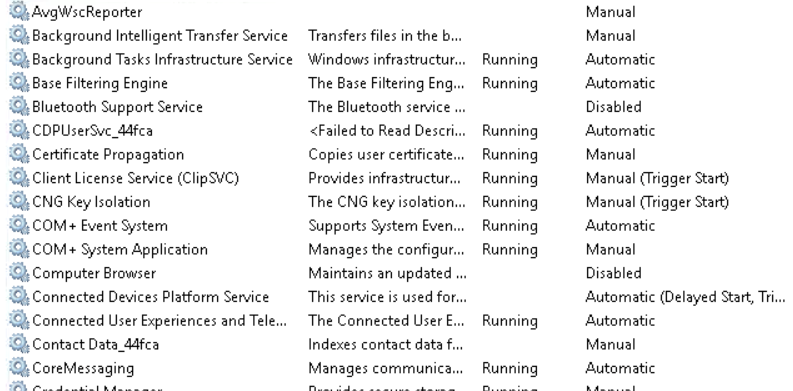 AvgWscReporter Manual
Background Intelligent Transfer Service Transfers files in the b... Manual
Background Tasks Infrastructure Service Windows infrastructur... Running Automatic
Base Filtering Engine The Base Filtering Eng... Running Automatic
Bluetooth Support Service The Bluetooth service ... Disabled
CDPUserSvc_44fca <Failed to Read Descri... Running Automatic
Certificate Propagation Copies user certificate... Running Manual
Client License Service (ClipSVC) Provides infrastructur... Running Manual (Trigger Start)
CNG Key Isolation The CNG key isolation... Running Manual (Trigger Start)
COM+ Event System Supports System Even... Running Automatic
COM+ System Application Manages the configur... Running Manual
Computer Browser Maintains an updated ... Disabled
Connected Devices Platform Service This service is used for... Automatic (Delayed Start, Tri...
Connected User Experiences and Tele... The Connected User E... Running Automatic
Contact Data_44fca Indexes contact data f... Manual
CoreMessaging Manages communica... Running Automatic
Credential Manager Provides secure storag... Running Manual